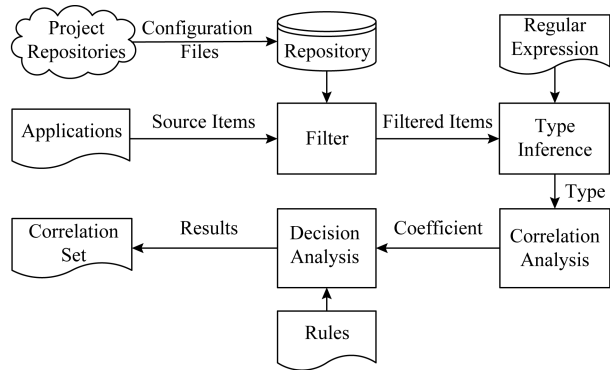 Project
Repositories
Configuration
Files
Repository
Regular
Expression
Applications
Source Items
Filter
Filtered Items
Type
Inference
Type
Correlation
Set
Results
Decision
Analysis
Coefficient
Correlation
Analysis
Rules